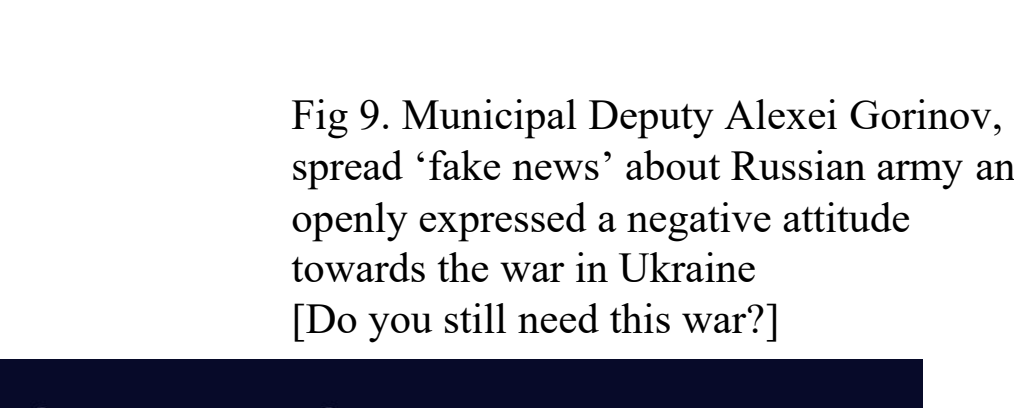 Fig 9. Municipal Deputy Alexei Gorinov,
spread ‘fake news’ about Russian army an
openly expressed a negative attitude
towards the war in Ukraine
[Do you still need this war?]